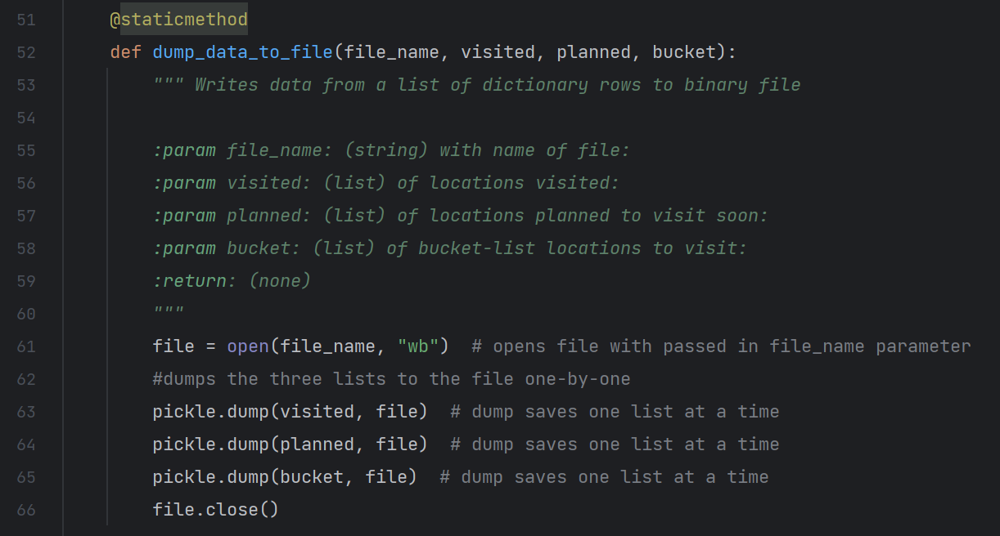 51 @staticmethod
52 def dump_data_to_file(file_name, visited, planned, bucket):
53 """ Writes data from a list of dictionary rows to binary file
54
55 :param file_name: (string) with name of file:
56 :param visited: (list) of locations visited:
57 :param planned: (list) of locations planned to visit soon:
58 :param bucket: (list) of bucket-list locations to visit:
59 :return: (none)
60 """
61 file = open(file_name, "wb")  # opens file with passed in file_name parameter
62 #dumps the three lists to the file one-by-one
63 pickle.dump(visited, file)  # dump saves one list at a time
64 pickle.dump(planned, file)  # dump saves one list at a time
65 pickle.dump(bucket, file)  # dump saves one list at a time
66 file.close()